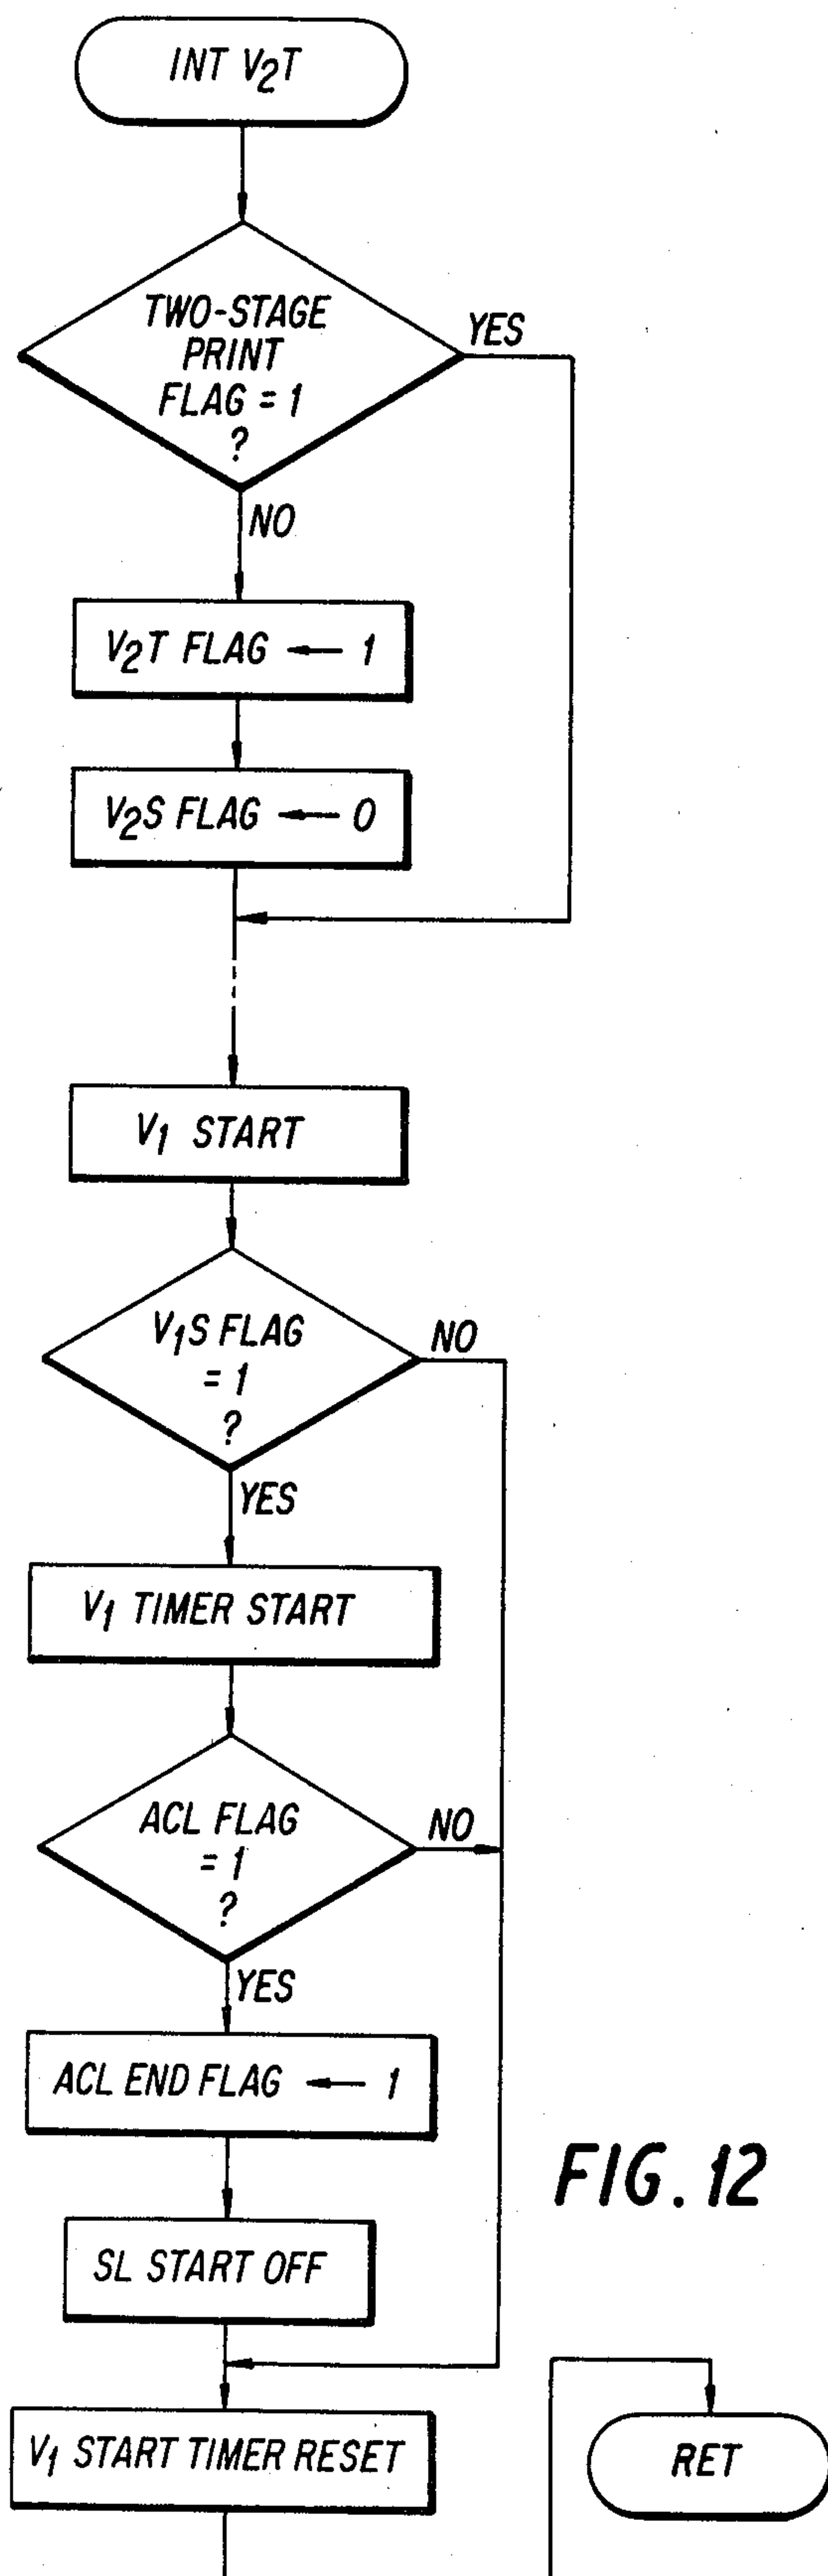 INT V2T
TWO-STAGE
PRINT
FLAG = 1
?
YES
NO
V2T FLAG ← 1
V2S FLAG ← 0
V1 START
V1S FLAG
= 1
?
NO
YES
V1 TIMER START
ACL FLAG
= 1
?
NO
YES
ACL END FLAG ← 1
FIG. 12
SL START OFF
V1 START TIMER RESET
RET